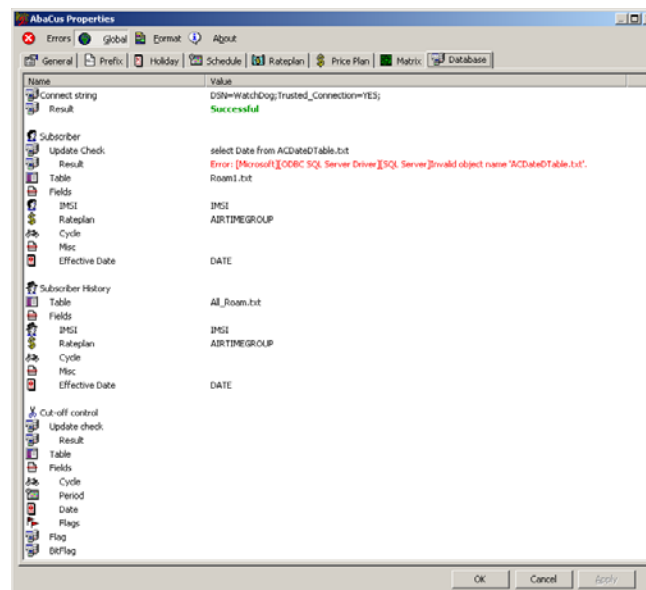 AbaCus Properties
Errors Global Format About
General Prefix Holiday Schedule Rateplan Price Plan Matrix Database
Name Value
Connect string DSN=WatchDog;Trusted_Connection=YES;
Result Successful
Subscriber
Update Check select Date from ACDateDTable.txt
Result Error: [Microsoft][ODBC SQL Server Driver][SQL Server]Invalid object name 'ACDateDTable.txt'.
Table Roam1.txt
Fields
IMSI IMSI
Rateplan AIRTIMEGROUP
Cycle
Misc
Effective Date DATE
Subscriber History
Table All_Roam.txt
Fields
IMSI IMSI
Rateplan AIRTIMEGROUP
Cycle
Misc
Effective Date DATE
Cut-off control
Update check
Result
Table
Fields
Cycle
Period
Date
Flags
Flag
BitFlag
OK Cancel Apply